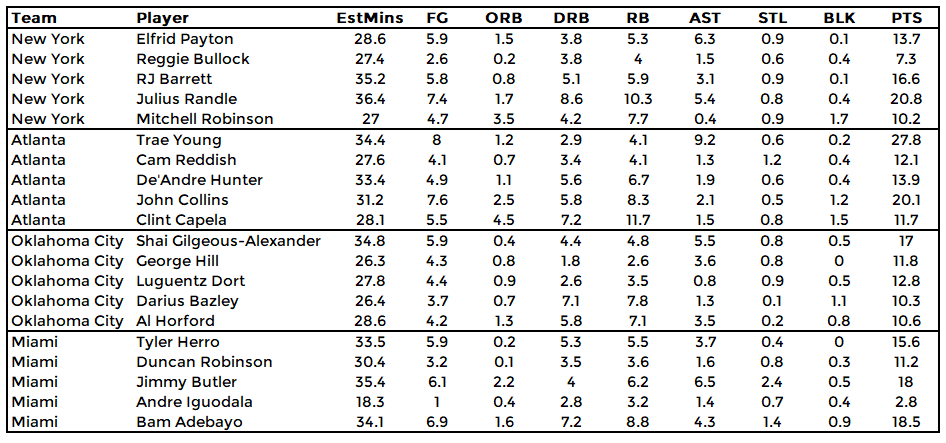 Team Player EstMins FG ORB DRB RB AST STL BLK PTS
New York Elfrid Payton 28.6 5.9 1.5 3.8 5.3 6.3 0.9 0.1 13.7
New York Reggie Bullock 27.4 2.6 0.2 3.8 4 1.5 0.6 0.4 7.3
New York RJ Barrett 35.2 5.8 0.8 5.1 5.9 3.1 0.9 0.1 16.6
New York Julius Randle 36.4 7.4 1.7 8.6 10.3 5.4 0.8 0.4 20.8
New York Mitchell Robinson 27 4.7 3.5 4.2 7.7 0.4 0.9 1.7 10.2
Atlanta Trae Young 34.4 8 1.2 2.9 4.1 9.2 0.6 0.2 27.8
Atlanta Cam Reddish 27.6 4.1 0.7 3.4 4.1 1.3 1.2 0.4 12.1
Atlanta De'Andre Hunter 33.4 4.9 1.1 5.6 6.7 1.9 0.6 0.4 13.9
Atlanta John Collins 31.2 7.6 2.5 5.8 8.3 2.1 0.5 1.2 20.1
Atlanta Clint Capela 28.1 5.5 4.5 7.2 11.7 1.5 0.8 1.5 11.7
Oklahoma City Shai Gilgeous-Alexander 34.8 5.9 0.4 4.4 4.8 5.5 0.8 0.5 17
Oklahoma City George Hill 26.3 4.3 0.8 1.8 2.6 3.6 0.8 0 11.8
Oklahoma City Luguentz Dort 27.8 4.4 0.9 2.6 3.5 0.8 0.9 0.5 12.8
Oklahoma City Darius Bazley 26.4 3.7 0.7 7.1 7.8 1.3 0.1 1.1 10.3
Oklahoma City Al Horford 28.6 4.2 1.3 5.8 7.1 3.5 0.2 0.8 10.6
Miami Tyler Herro 33.5 5.9 0.2 5.3 5.5 3.7 0.4 0 15.6
Miami Duncan Robinson 30.4 3.2 0.1 3.5 3.6 1.6 0.8 0.3 11.2
Miami Jimmy Butler 35.4 6.1 2.2 4 6.2 6.5 2.4 0.5 18
Miami Andre Iguodala 18.3 1 0.4 2.8 3.2 1.4 0.7 0.4 2.8
Miami Bam Adebayo 34.1 6.9 1.6 7.2 8.8 4.3 1.4 0.9 18.5